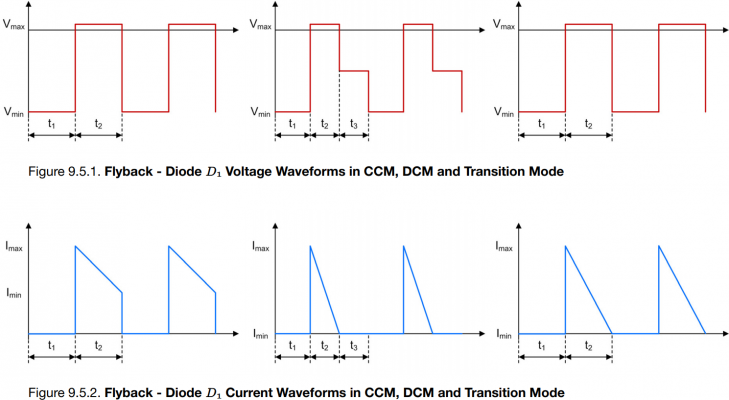 Vmax
Vmin
t1 t2
t1 t2 t3
Vmin
t1 t2
Vmax
Vmin
t1 t2
Figure 9.5.1. Flyback - Diode D1 Voltage Waveforms in CCM, DCM and Transition Mode
Imax
Imin
t1 t2
Imax
Imin
t1 t2 t3
Imax
Imin
t1 t2
Figure 9.5.2. Flyback - Diode D1 Current Waveforms in CCM, DCM and Transition Mode